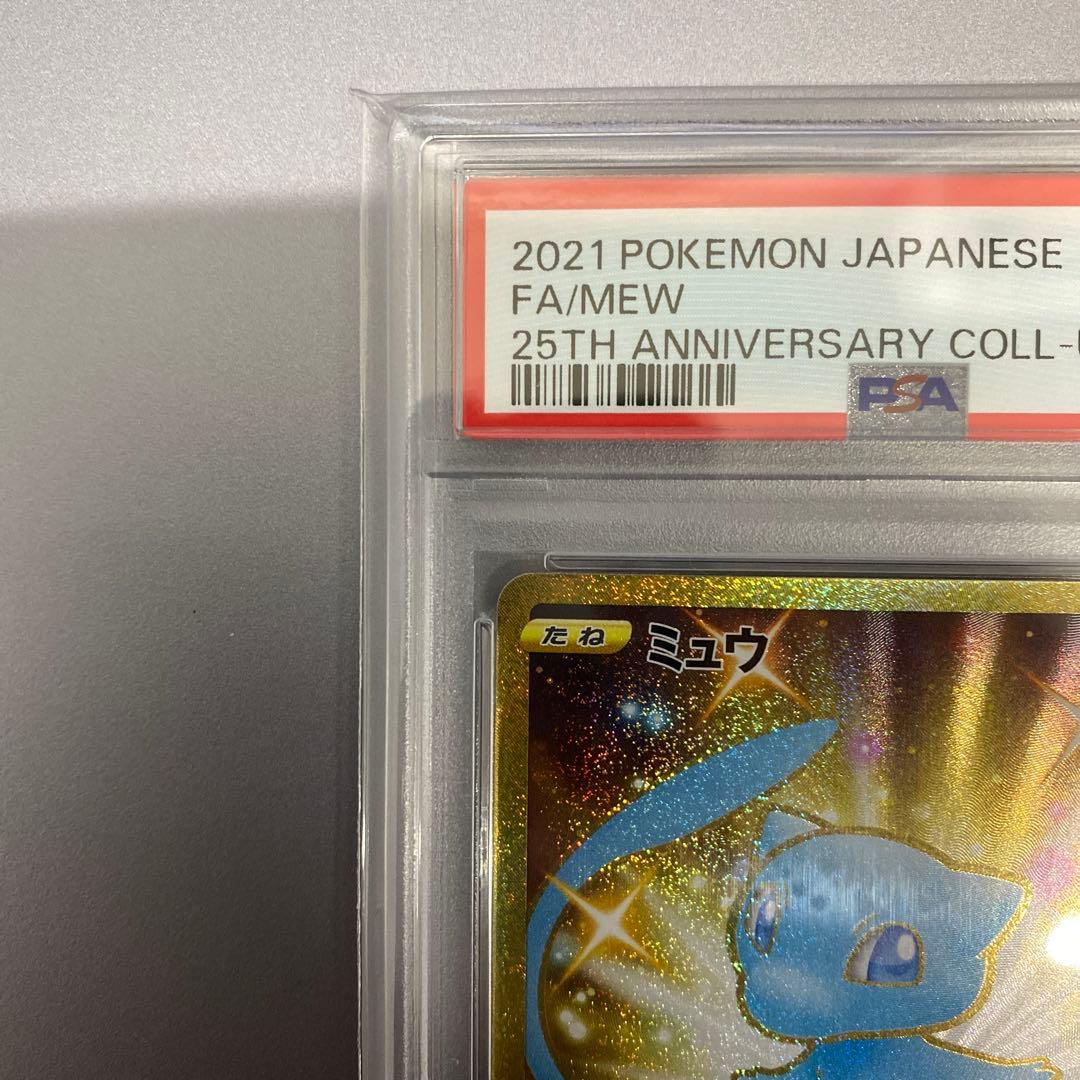 2021 POKEMON JAPANESE
FA/MEW
25TH ANNIVERSARY COLL-
PSA
たね ミュウ